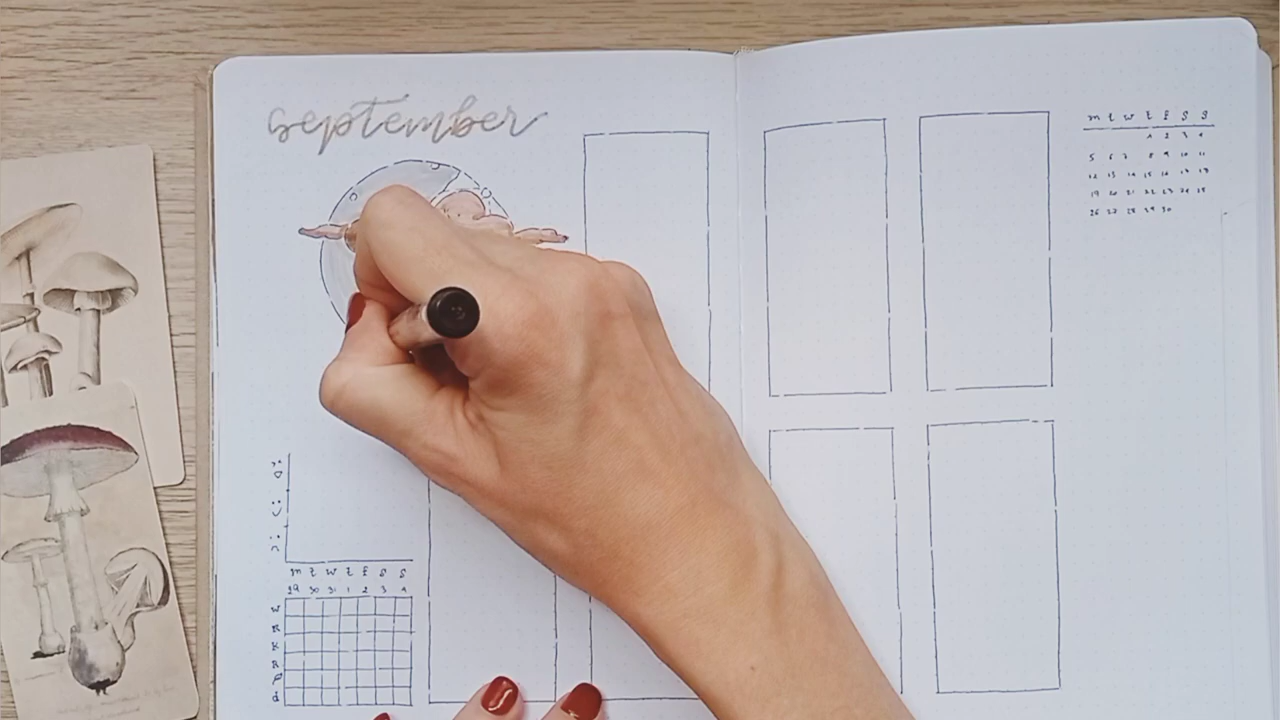 September
m t w t f s s
1 2 3 4
5 6 7 8 9 10 11
12 13 14 15 16 17 18
19 20 21 22 23 24 25
26 27 28 29 30
m t w t f s s
29 30 31 1 2 3 4
w